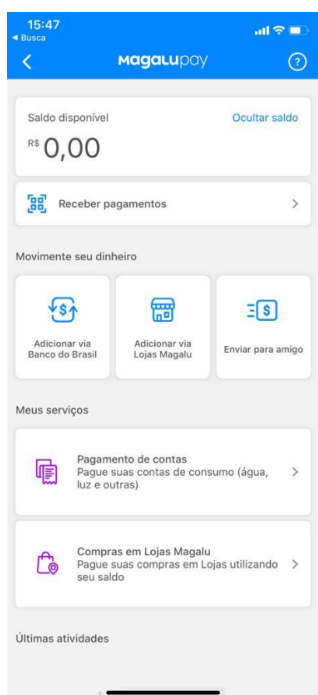 15:47
◀ Busca
Magalupay
?
Saldo disponível
Ocultar saldo
R$ 0,00
Receber pagamentos
Movimente seu dinheiro
Adicionar via
Banco do Brasil
Adicionar via
Lojas Magalu
Enviar para amigo
Meus serviços
Pagamento de contas
Pague suas contas de consumo (água,
luz e outras)
Compras em Lojas Magalu
Pague suas compras em Lojas utilizando
seu saldo
Últimas atividades